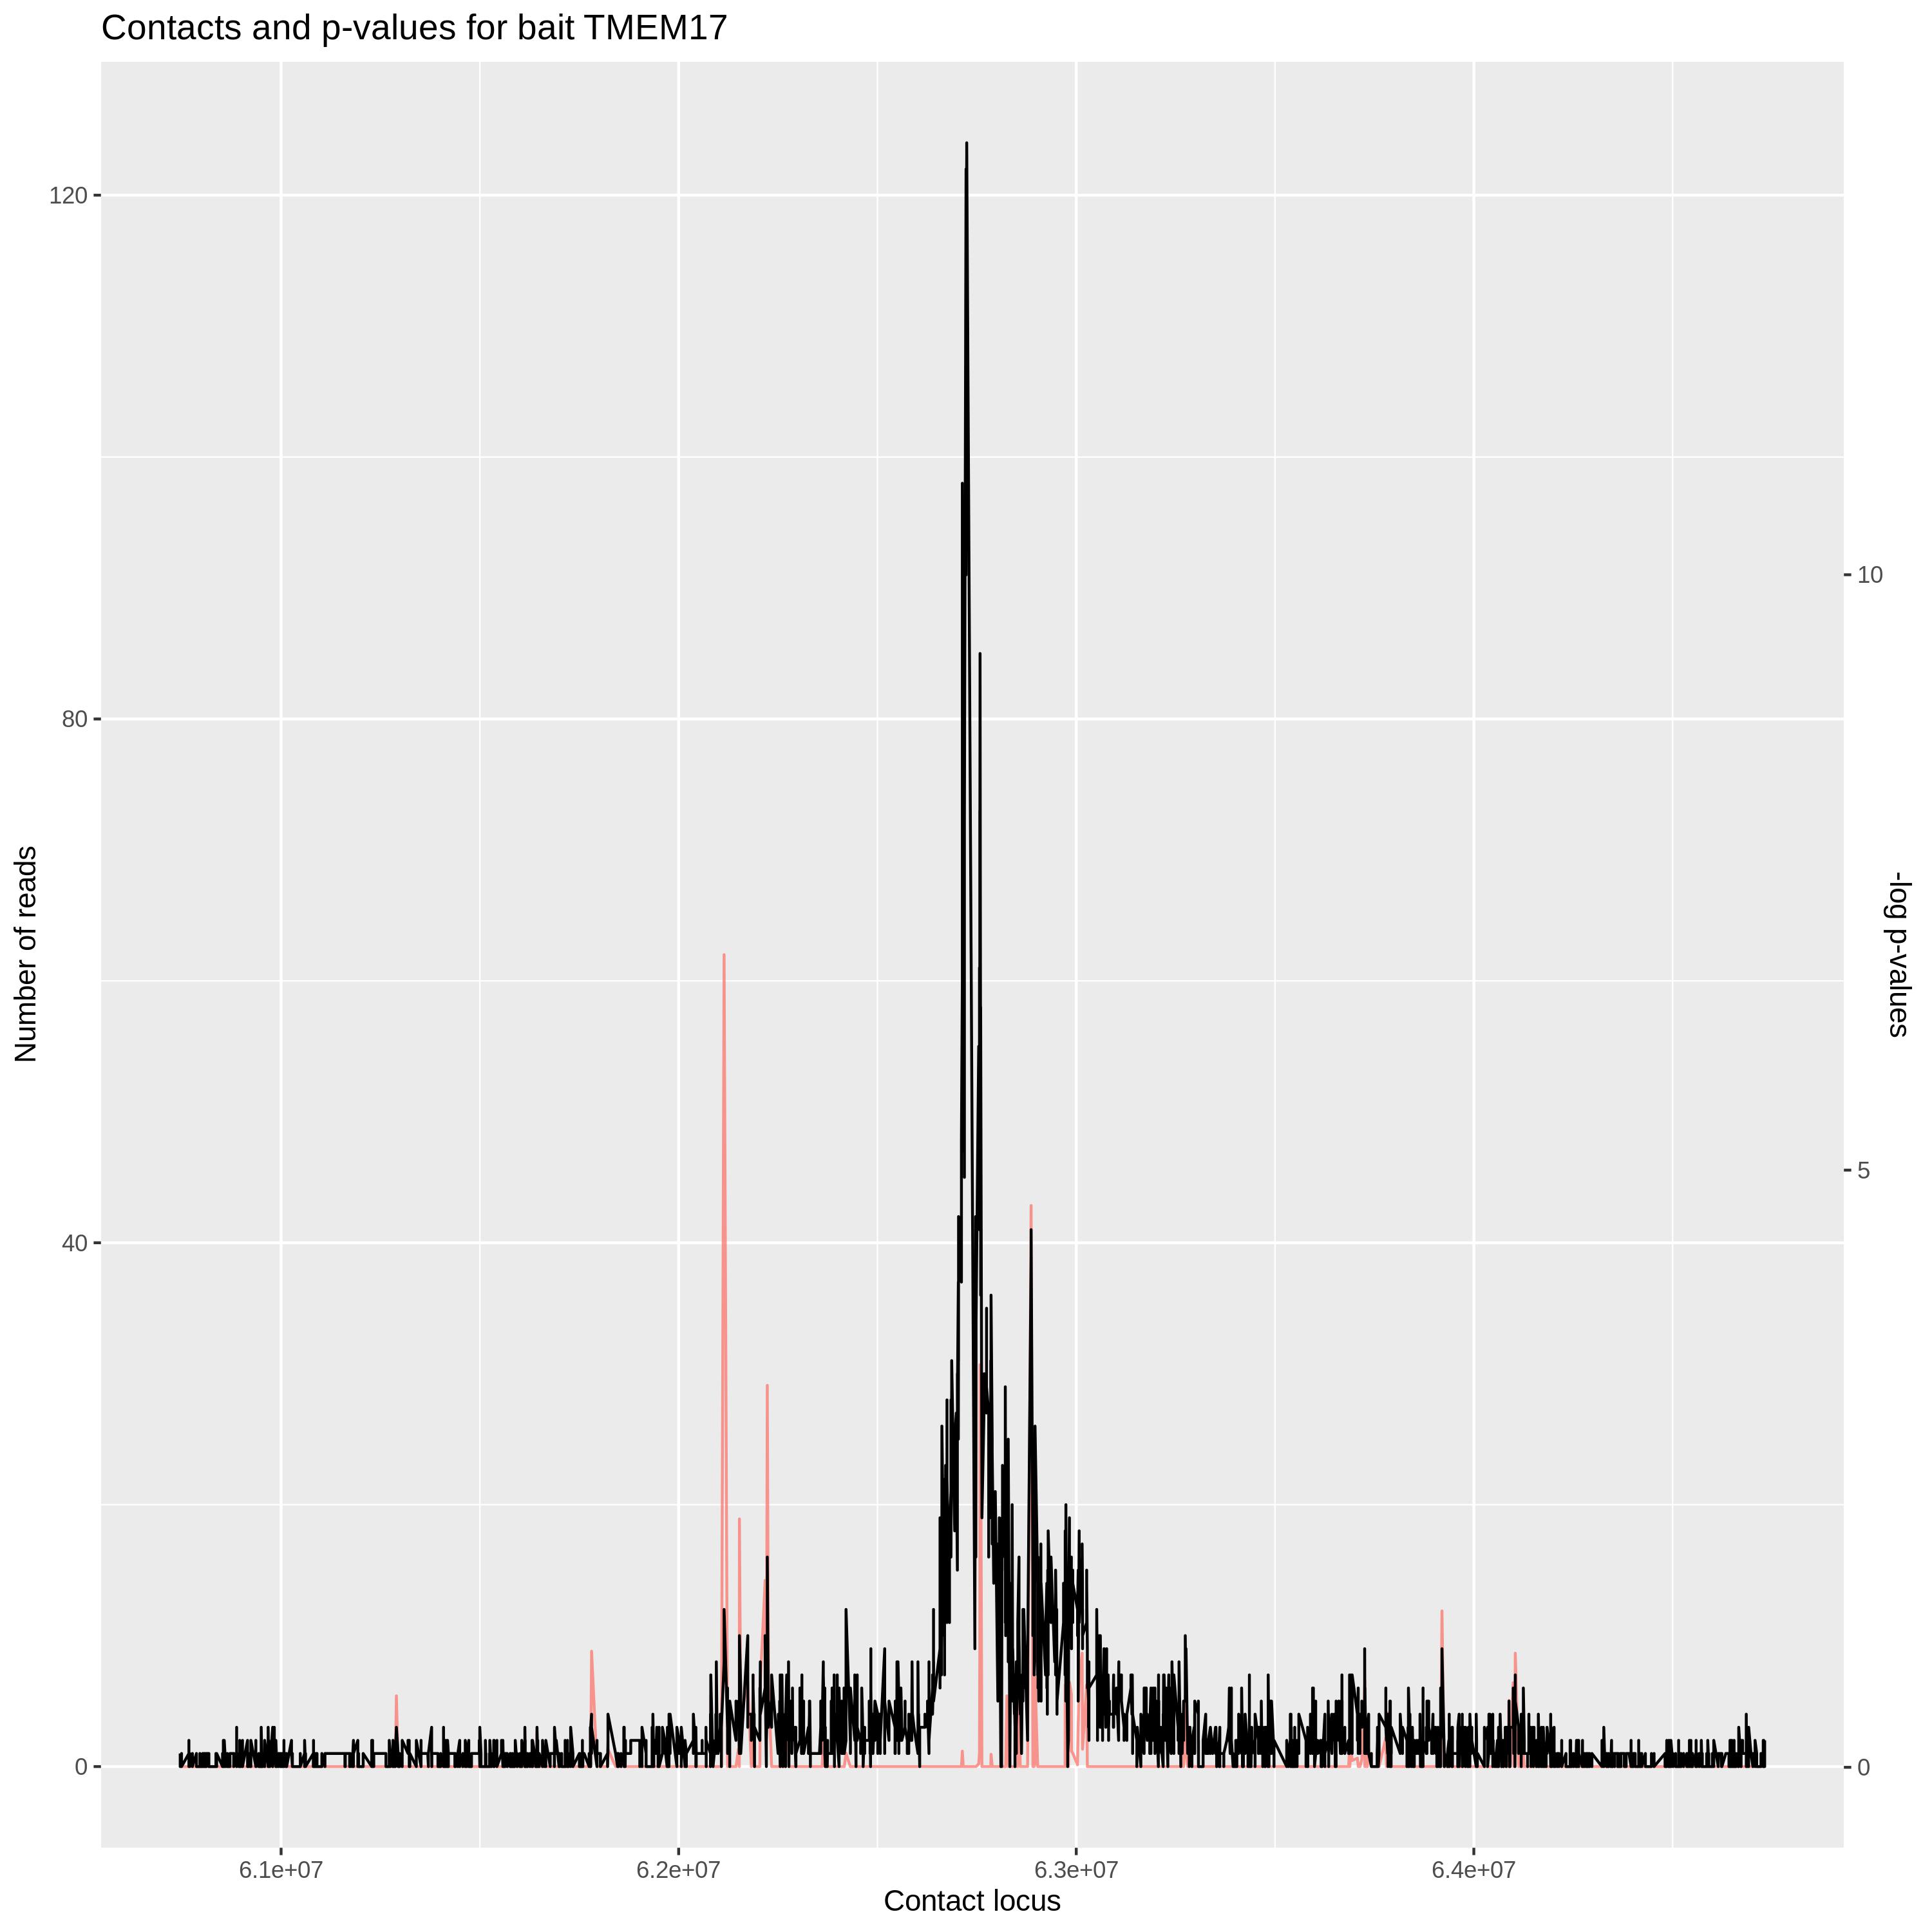 Contacts and p-values for bait TMEM17
120
80
40
0
Number of reads
10
5
0
-log p-values
6.1e+07
6.2e+07
6.3e+07
6.4e+07
Contact locus